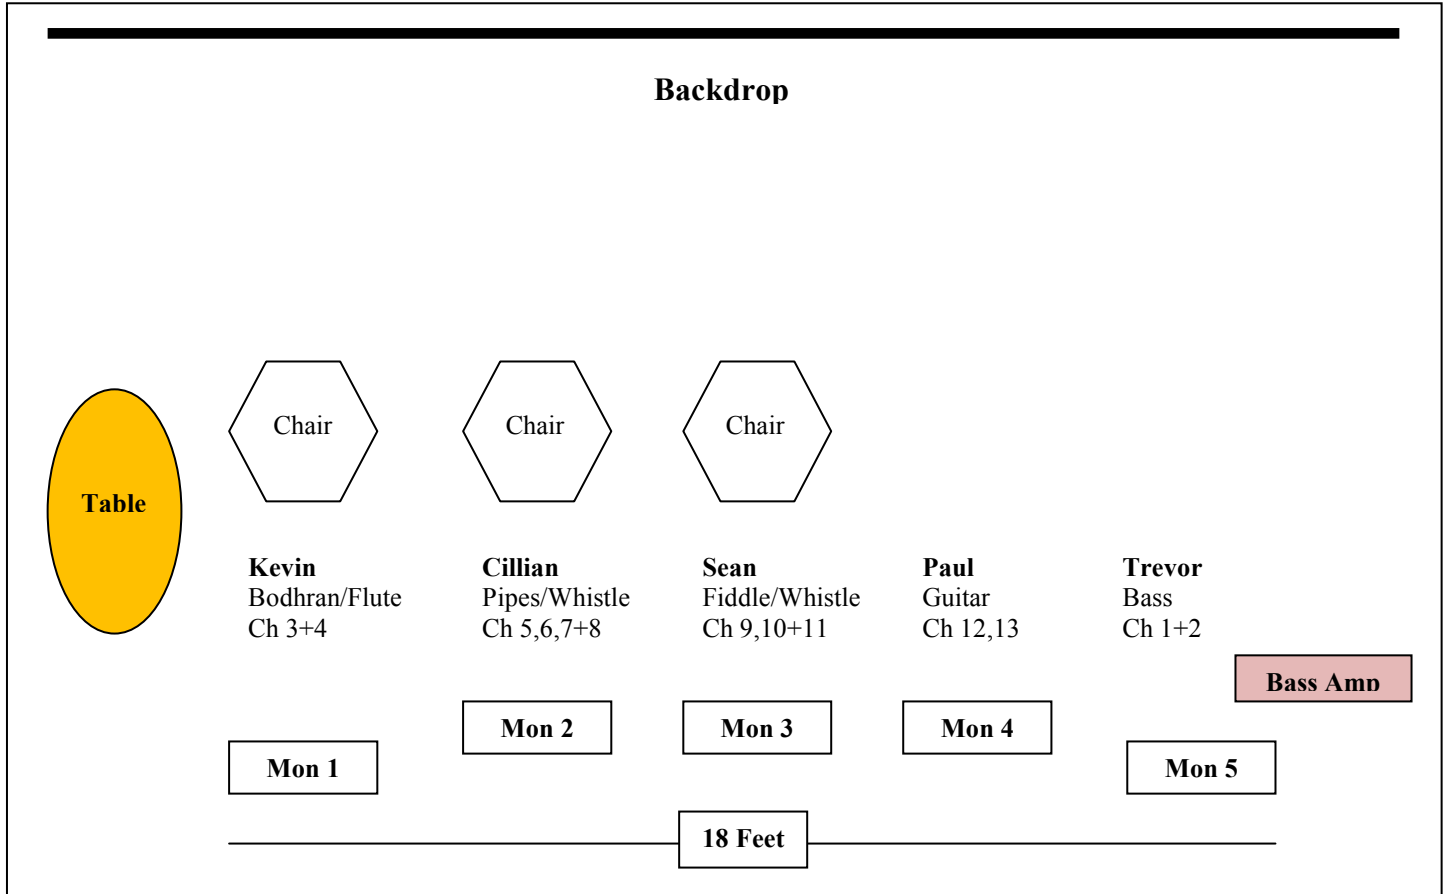 Backdrop
Chair
Chair
Chair
Table
Kevin
Bodhran/Flute
Ch 3+4
Cillian
Pipes/Whistle
Ch 5,6,7+8
Sean
Fiddle/Whistle
Ch 9,10+11
Paul
Guitar
Ch 12,13
Trevor
Bass
Ch 1+2
Bass Amp
Mon 2
Mon 3
Mon 4
Mon 1
Mon 5
18 Feet